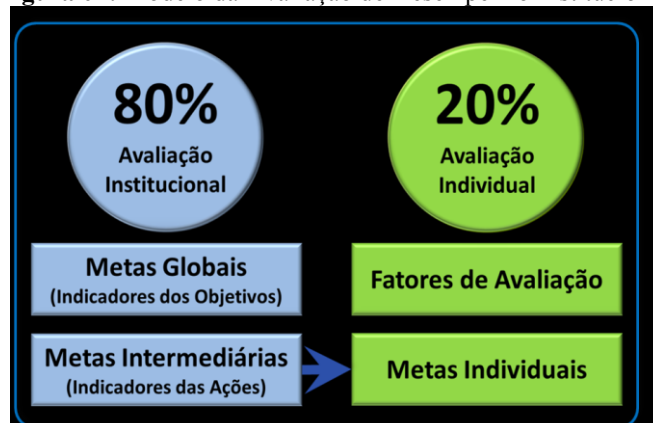 80%
Avaliação
Institucional
20%
Avaliação
Individual
Metas Globais
(Indicadores dos Objetivos)
Fatores de Avaliação
Metas Intermediárias
(Indicadores das Ações)
Metas Individuais